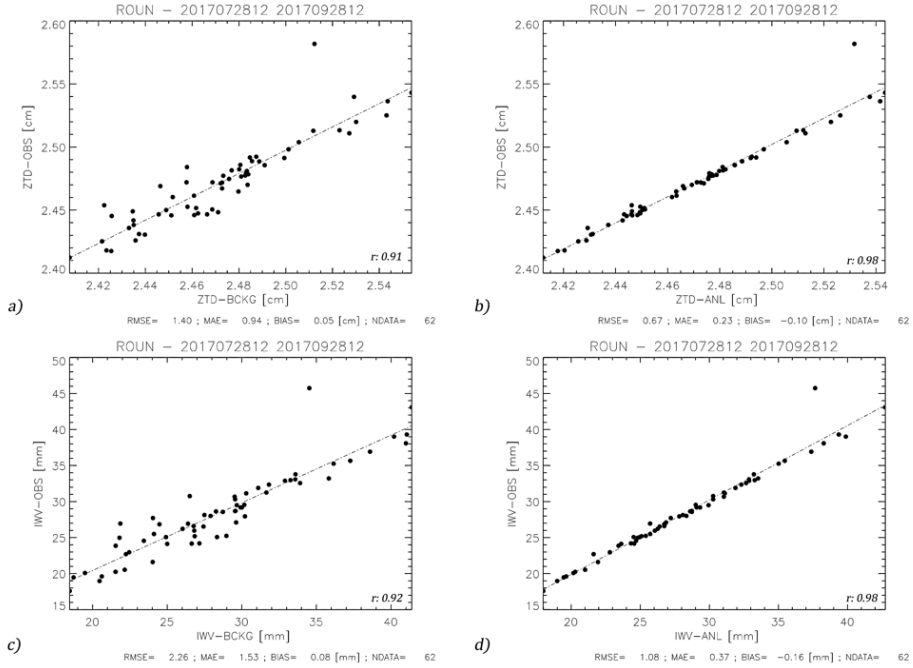 ROUN - 2017072812 2017092812
ROUN - 2017072812 2017092812
2.60
2.55
2.50
2.45
2.40
ZTD-OBS [cm]
r: 0.91
2.42 2.44 2.46 2.48 2.50 2.52 2.54
ZTD-BCKG [cm]
a)
RMSE= 1.40 ; MAE= 0.94 ; BIAS= 0.05 [cm] ; NDATA= 62
2.60
2.55
2.50
2.45
2.40
ZTD-OBS [cm]
r: 0.98
2.42 2.44 2.46 2.48 2.50 2.52 2.54
ZTD-ANL [cm]
b)
RMSE= 0.67 ; MAE= 0.23 ; BIAS= -0.10 [cm] ; NDATA= 62
ROUN - 2017072812 2017092812
ROUN - 2017072812 2017092812
50
45
40
35
30
25
20
15
IWV-OBS [mm]
r: 0.92
20 25 30 35 40
IWV-BCKG [mm]
c)
RMSE= 2.26 ; MAE= 1.53 ; BIAS= 0.08 [mm] ; NDATA= 62
50
45
40
35
30
25
20
15
IWV-OBS [mm]
r: 0.98
20 25 30 35 40
IWV-ANL [mm]
d)
RMSE= 1.08 ; MAE= 0.37 ; BIAS= -0.16 [mm] ; NDATA= 62